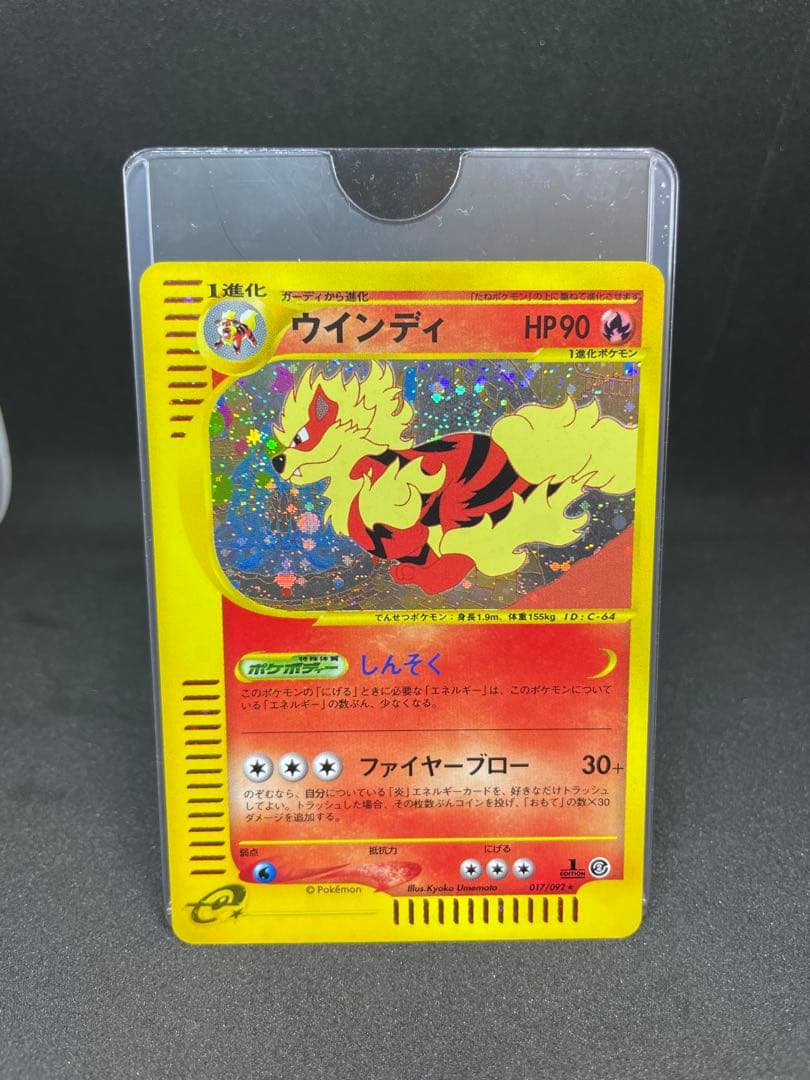 1進化
ガーディから進化
「たねポケモン」の上に重ねて進化させます
ウインディ HP90
1進化ポケモン
でんせつポケモン：身長1.9m、体重155kg ID:C-64
特殊体質
ポケボディー しんそく
このポケモンの「にげる」ときに必要な「エネルギー」は、このポケモンについて
いる「エネルギー」の数ぶん、少なくなる。
ファイヤーブロー 30+
のぞむなら、自分についている「炎」エネルギーカードを、好きなだけトラッシュ
してよい。トラッシュした場合、その枚数ぶんコインを投げ、「おもて」の数×30
ダメージを追加する。
弱点 抵抗力 にげる
1
EDITION
© Pokémon Illus.Kyoko Umemoto 017/092 ★
e